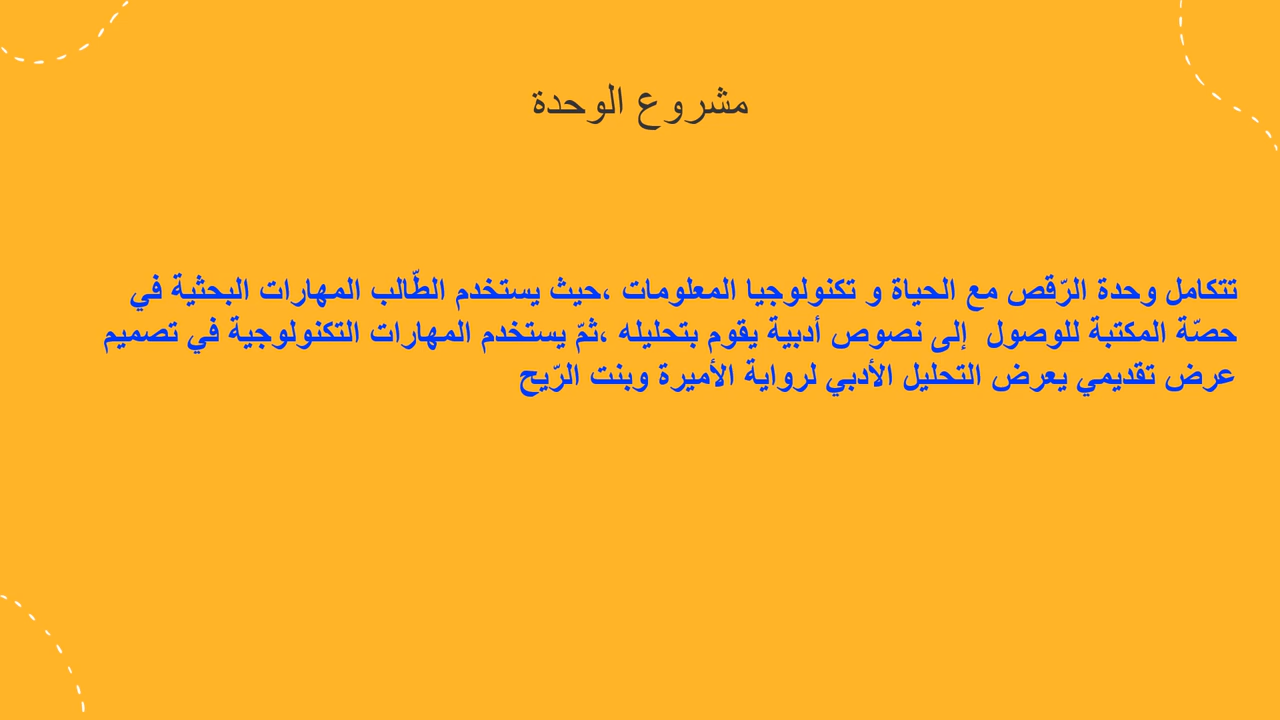 مشروع الوحدة
تتكامل وحدة الرّقص مع الحياة و تكنولوجيا المعلومات ،حيث يستخدم الطّالب المهارات البحثية في
حصّة المكتبة للوصول  إلى نصوص أدبية يقوم بتحليله ،ثمّ يستخدم المهارات التكنولوجية في تصميم
عرض تقديمي يعرض التحليل الأدبي لرواية الأميرة وبنت الرّيح